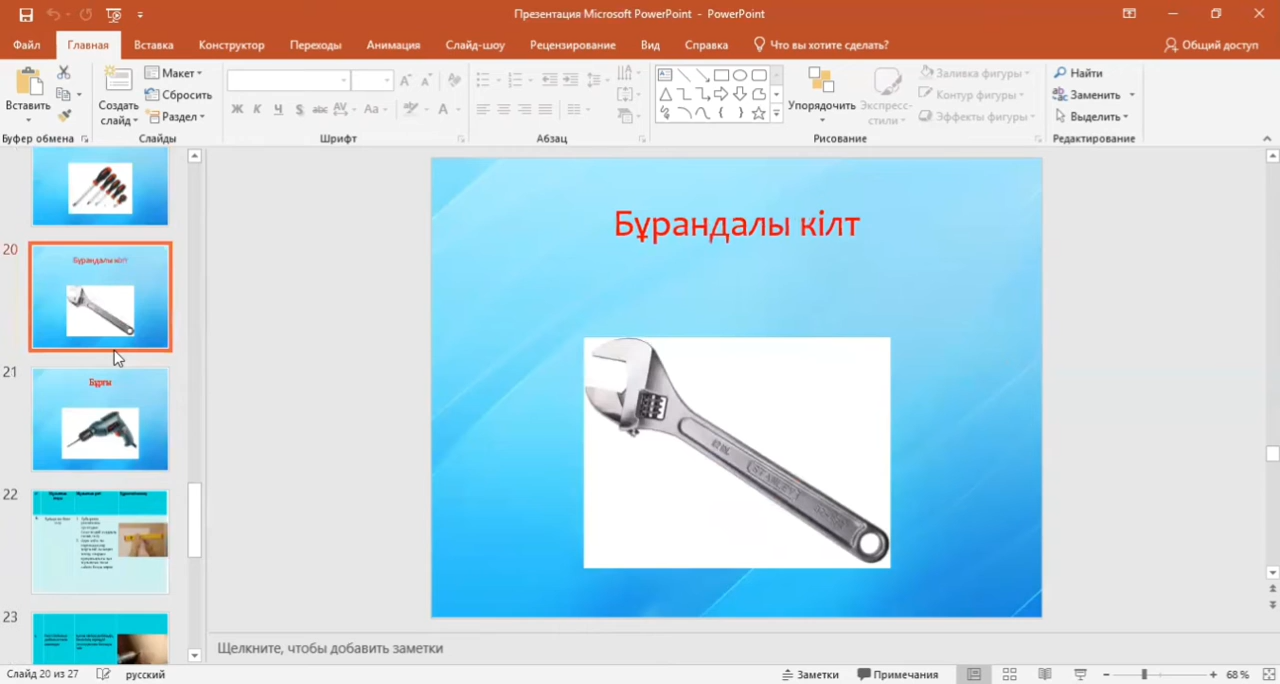 Презентация Microsoft PowerPoint - PowerPoint
Файл Главная Вставка Конструктор Переходы Анимация Слайд-шоу Рецензирование Вид Справка Что вы хотите сделать? Общий доступ
Вставить
Буфер обмена
Создать слайд
Макет
Сбросить
Раздел
Слайды
Ж К Ч S abc AV Aa A
Шрифт
Абзац
Упорядочить
Экспресс-стили
Заливка фигуры
Контур фигуры
Эффекты фигуры
Рисование
Найти
Заменить
Выделить
Редактирование
20
Бұрандалы кілт
21
Бұрғы
22
23
Бұрандалы кілт
STANLEY
Щелкните, чтобы добавить заметки
Слайд 20 из 27 русский Заметки Примечания 68 %